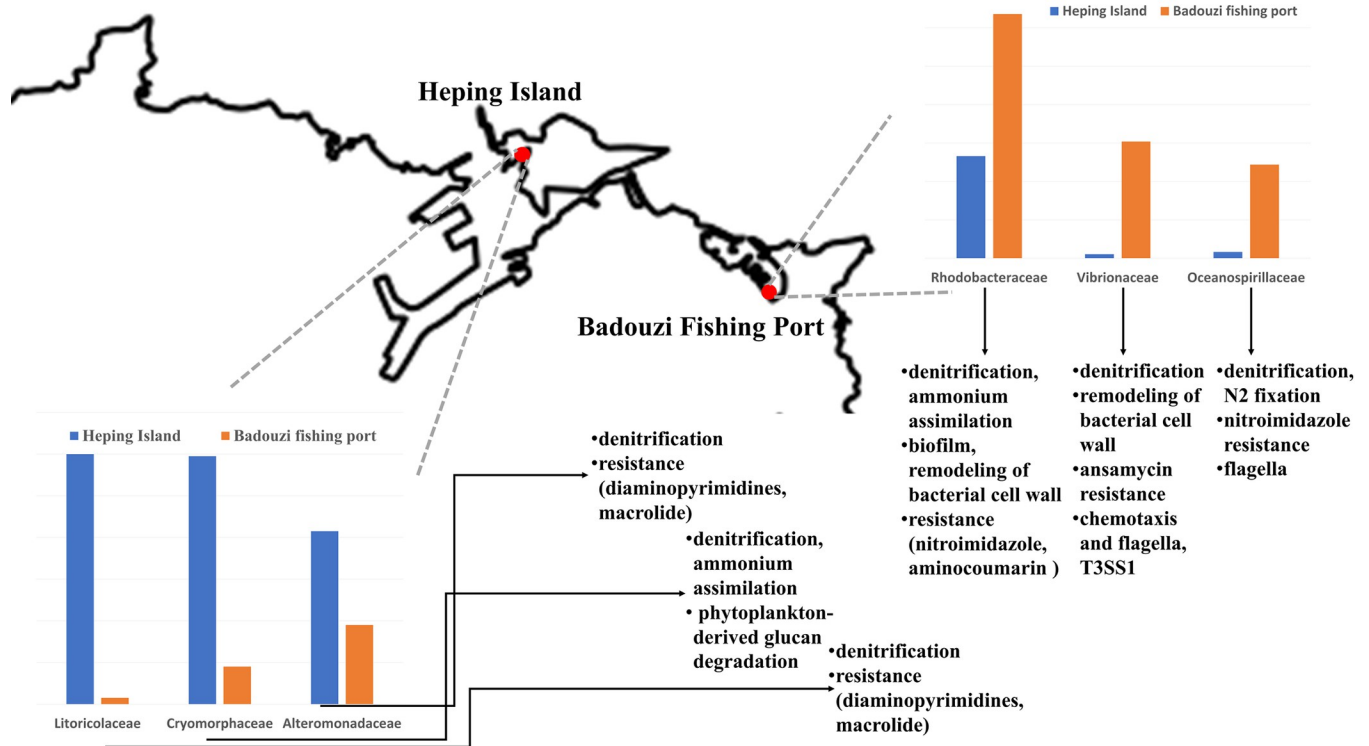 Heping Island
Badouzi fishing port
Heping Island
Badouzi Fishing Port
Rhodobacteraceae
Vibrionaceae
Oceanospirillaceae
•denitrification,
ammonium
assimilation
•biofilm,
remodeling of
bacterial cell wall
•resistance
(nitroimidazole,
aminocoumarin )
•denitrification
•remodeling of
bacterial cell
wall
•ansamycin
resistance
•chemotaxis
and flagella,
T3SS1
•denitrification,
N2 fixation
•nitroimidazole
resistance
•flagella
Heping Island
Badouzi fishing port
Litoricolaceae
Cryomorphaceae
Alteromonadaceae
•denitrification
•resistance
(diaminopyrimidines,
macrolide)
•denitrification,
ammonium
assimilation
• phytoplankton-
derived glucan
degradation
•denitrification
•resistance
(diaminopyrimidines,
macrolide)